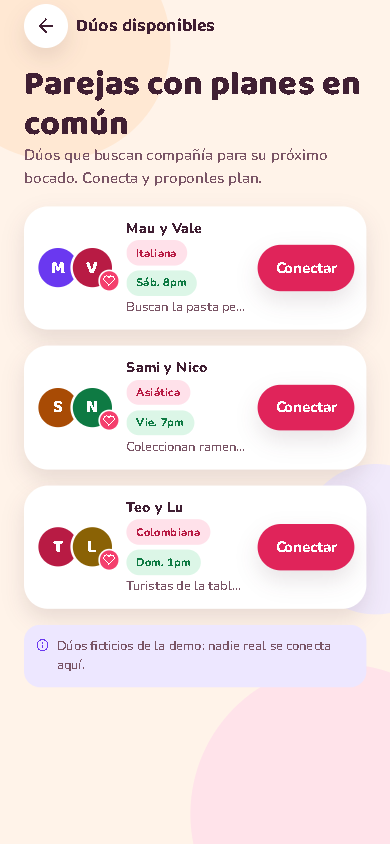 Dúos disponibles
Parejas con planes en
común
Dúos que buscan compañía para su próximo
bocado. Conecta y proponles plan.
Mau y Vale
Italiana
M V
Conectar
Sáb. 8pm
Buscan la pasta pe...
Sami y Nico
Asiática
S N
Conectar
Vie. 7pm
Coleccionan ramen...
Teo y Lu
Colombiana
T L
Conectar
Dom. 1pm
Turistas de la tabl...
Dúos ficticios de la demo: nadie real se conecta
aquí.